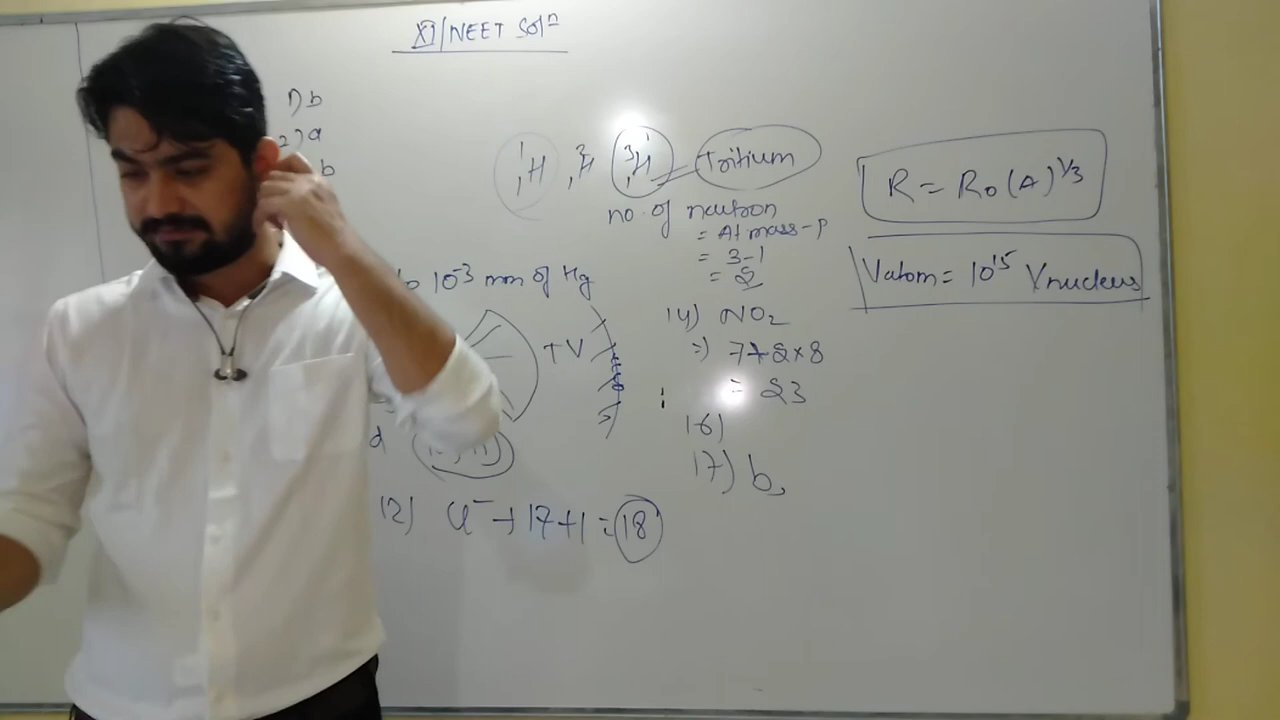 XI/NEET Solⁿ
1) b
2) a
b
¹₁H, ²₁H ³₁H Tritium
no. of neutron
= At mass - p
= 3-1
= 2
10⁻³ mm of Hg
TV
d
12) Cl⁻ → 17+1 = 18
14) NO₂
=) 7+2×8
= 23
16)
17) b,
R = R₀(A)^1/3
Vatom = 10¹⁵ Vnucleus